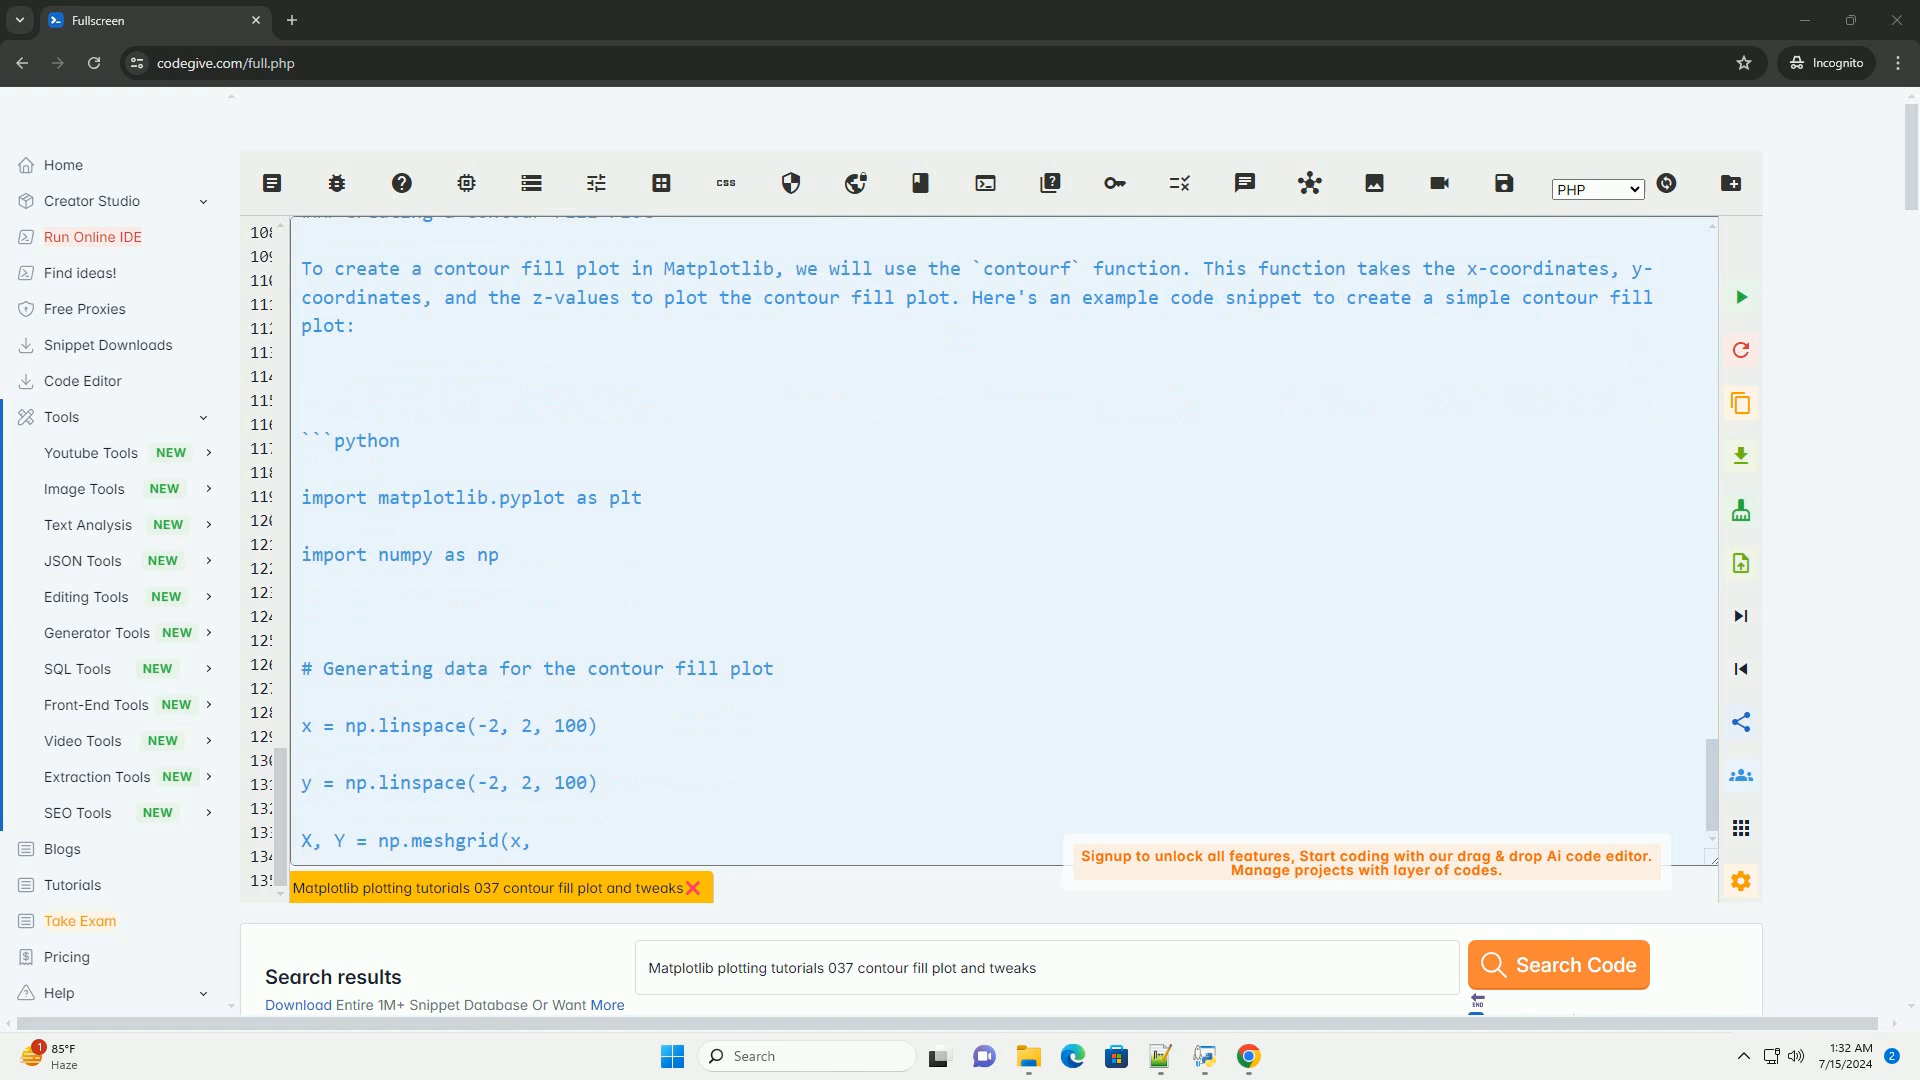 Fullscreen
codegive.com/full.php
Incognito
Home
Creator Studio
Run Online IDE
Find ideas!
Free Proxies
Snippet Downloads
Code Editor
Tools
Youtube Tools NEW
Image Tools NEW
Text Analysis NEW
JSON Tools NEW
Editing Tools NEW
Generator Tools NEW
SQL Tools NEW
Front-End Tools NEW
Video Tools NEW
Extraction Tools NEW
SEO Tools NEW
Blogs
Tutorials
Take Exam
Pricing
Help
css
PHP
To create a contour fill plot in Matplotlib, we will use the `contourf` function. This function takes the x-coordinates, y-
coordinates, and the z-values to plot the contour fill plot. Here's an example code snippet to create a simple contour fill
plot:
```python
import matplotlib.pyplot as plt
import numpy as np
# Generating data for the contour fill plot
x = np.linspace(-2, 2, 100)
y = np.linspace(-2, 2, 100)
X, Y = np.meshgrid(x,
Signup to unlock all features, Start coding with our drag & drop Ai code editor.
Manage projects with layer of codes.
Matplotlib plotting tutorials 037 contour fill plot and tweaks
Search results
Download Entire 1M+ Snippet Database Or Want More
Matplotlib plotting tutorials 037 contour fill plot and tweaks
Search Code
END
1
85°F
Haze
Search
1:32 AM
7/15/2024
2